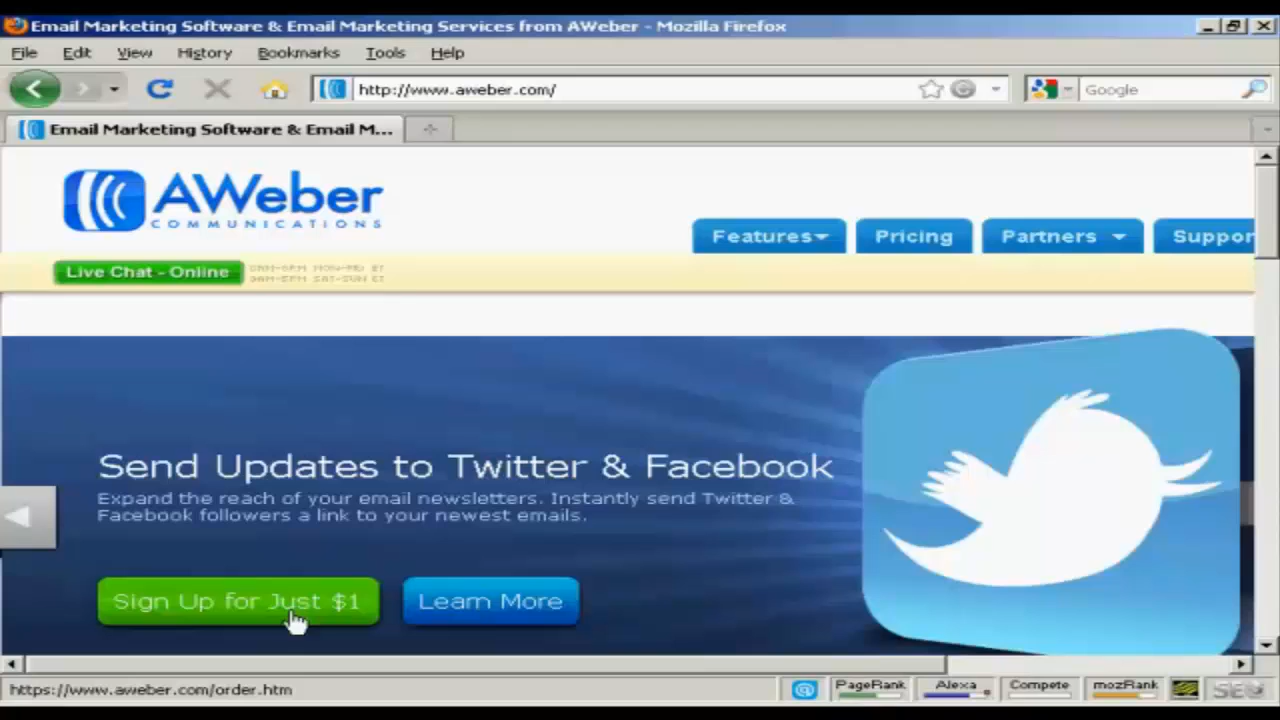 Email Marketing Software & Email Marketing Services from AWeber - Mozilla Firefox
File Edit View History Bookmarks Tools Help
http://www.aweber.com/
Google
Email Marketing Software & Email M...
AWeber
COMMUNICATIONS
Features Pricing Partners Suppor
Live Chat - Online
Send Updates to Twitter & Facebook
Expand the reach of your email newsletters. Instantly send Twitter &
Facebook followers a link to your newest emails.
Sign Up for Just $1 Learn More
https://www.aweber.com/order.htm
PageRank Alexa Compete mozRank